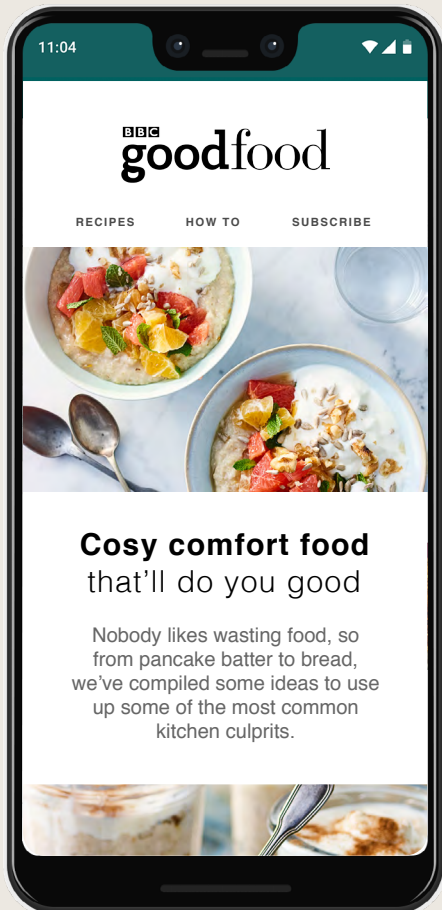 11:04
BBC
goodfood
RECIPES HOW TO SUBSCRIBE
Cosy comfort food
that'll do you good
Nobody likes wasting food, so
from pancake batter to bread,
we've compiled some ideas to use
up some of the most common
kitchen culprits.